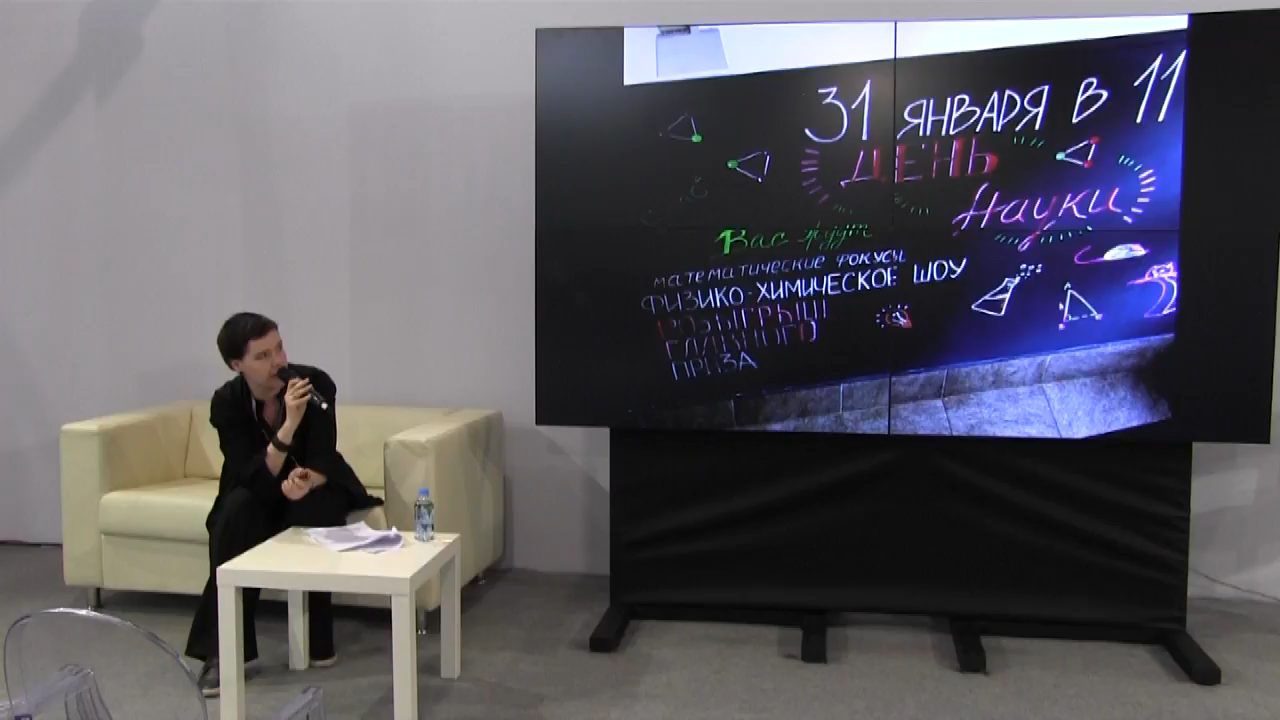 31 ЯНВАРЯ В 11
ДЕНЬ
Науки
Вас ждут
математические фокусы
ФИЗИКО-ХИМИЧЕСКОЕ ШОУ
РОЗЫГРЫШ
ГЛАВНОГО
ПРИЗА